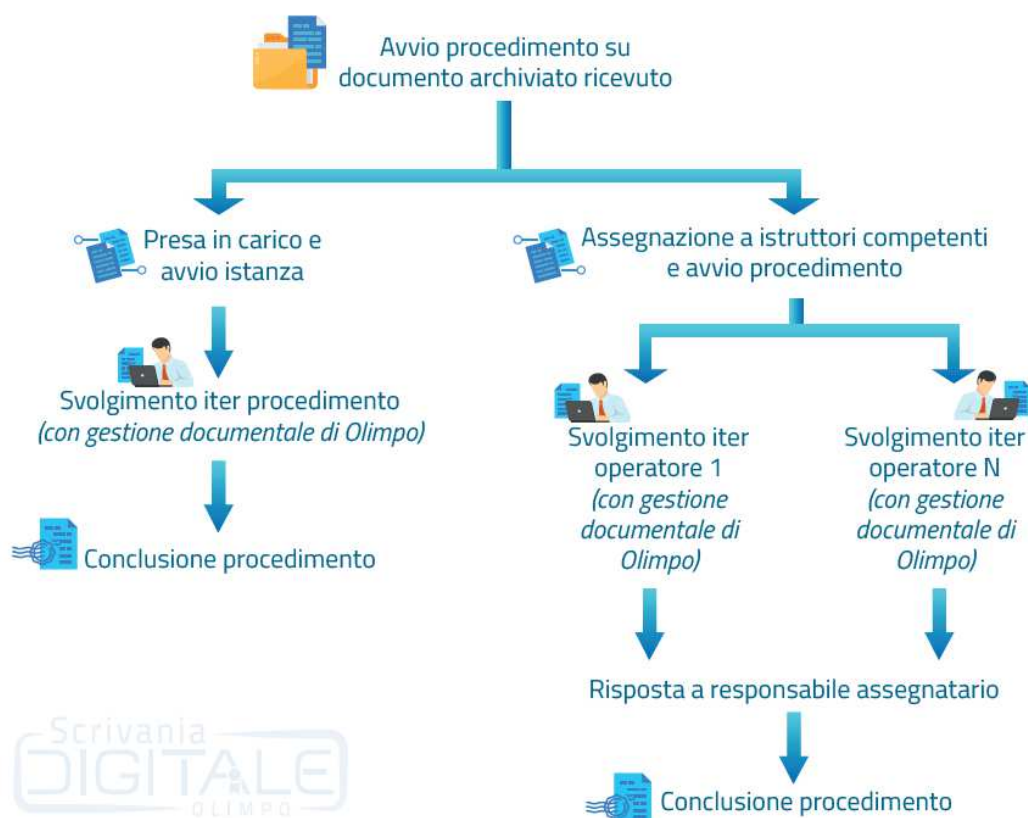 Avvio procedimento su
documento archiviato ricevuto
Presa in carico e
avvio istanza
Assegnazione a istruttori competenti
e avvio procedimento
Svolgimento iter procedimento
(con gestione documentale di Olimpo)
Svolgimento iter
operatore 1
(con gestione
documentale di
Olimpo)
Svolgimento iter
operatore N
(con gestione
documentale di
Olimpo)
Conclusione procedimento
Risposta a responsabile assegnatario
Conclusione procedimento
Scrivania
DIGITALE
OLIMPO